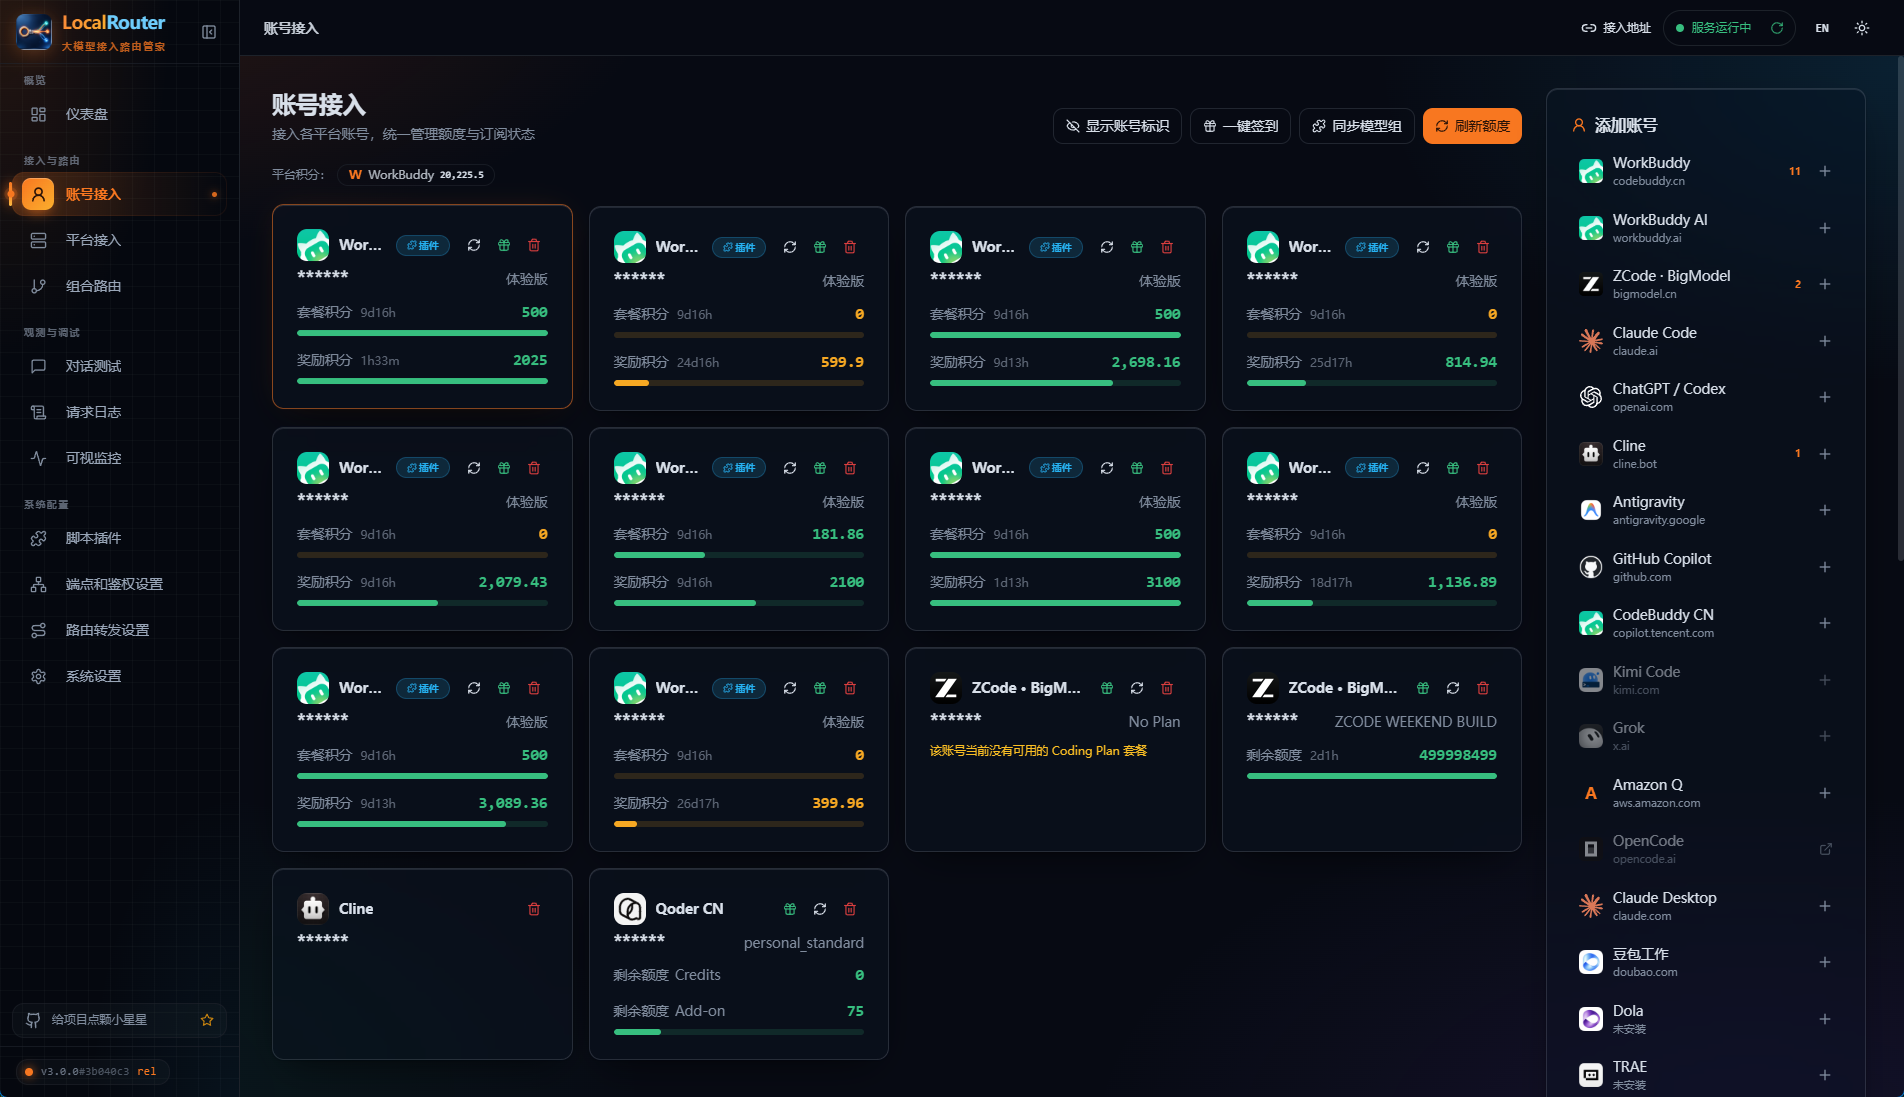 LocalRouter
大模型接入路由管家
概览
仪表盘
接入与路由
账号接入
平台接入
组合路由
观测与调试
对话测试
请求日志
可视监控
系统配置
脚本插件
端点和鉴权设置
路由转发设置
系统设置
给项目点颗小星星
v3.0.0#3b040c3 rel
账号接入
接入地址
服务运行中
EN
账号接入
接入各平台账号，统一管理额度与订阅状态
显示账号标识
一键签到
同步模型组
刷新额度
平台积分：
W WorkBuddy 20,225.5
Wor... 插件
****** 体验版
套餐积分 9d16h 500
奖励积分 1h33m 2025
Wor... 插件
****** 体验版
套餐积分 9d16h 0
奖励积分 24d16h 599.9
Wor... 插件
****** 体验版
套餐积分 9d16h 500
奖励积分 9d13h 2,698.16
Wor... 插件
****** 体验版
套餐积分 9d16h 0
奖励积分 25d17h 814.94
Wor... 插件
****** 体验版
套餐积分 9d16h 0
奖励积分 9d16h 2,079.43
Wor... 插件
****** 体验版
套餐积分 9d16h 181.86
奖励积分 9d16h 2100
Wor... 插件
****** 体验版
套餐积分 9d16h 500
奖励积分 1d13h 3100
Wor... 插件
****** 体验版
套餐积分 9d16h 0
奖励积分 18d17h 1,136.89
Wor... 插件
****** 体验版
套餐积分 9d16h 500
奖励积分 9d13h 3,089.36
Wor... 插件
****** 体验版
套餐积分 9d16h 0
奖励积分 26d17h 399.96
ZCode • BigM...
****** No Plan
该账号当前没有可用的 Coding Plan 套餐
ZCode • BigM...
****** ZCODE WEEKEND BUILD
剩余额度 2d1h 499998499
Cline
******
Qoder CN
****** personal_standard
剩余额度 Credits 0
剩余额度 Add-on 75
添加账号
WorkBuddy
codebuddy.cn
11
WorkBuddy AI
workbuddy.ai
ZCode · BigModel
bigmodel.cn
2
Claude Code
claude.ai
ChatGPT / Codex
openai.com
Cline
cline.bot
1
Antigravity
antigravity.google
GitHub Copilot
github.com
CodeBuddy CN
copilot.tencent.com
Kimi Code
kimi.com
Grok
x.ai
A
Amazon Q
aws.amazon.com
OpenCode
opencode.ai
Claude Desktop
claude.com
豆包工作
doubao.com
Dola
未安装
TRAE
未安装